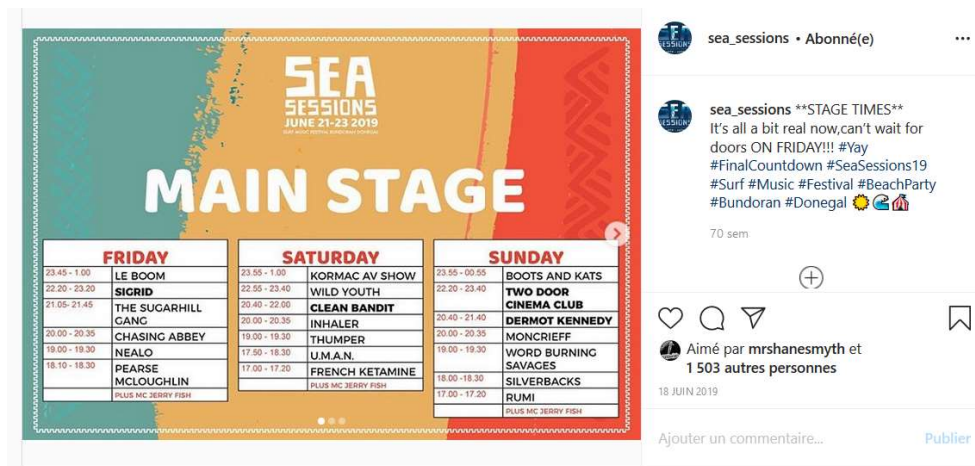 SEA
SESSIONS
JUNE 21-23 2019
SURF MUSIC FESTIVAL BUNDORAN DONEGAL
MAIN STAGE
FRIDAY
23.45 - 1.00 LE BOOM
22.20 - 23.20 SIGRID
21.05- 21.45 THE SUGARHILL
GANG
20.00 - 20.35 CHASING ABBEY
19.00 - 19.30 NEALO
18.10 - 18.30 PEARSE
MCLOUGHLIN
PLUS MC JERRY FISH
SATURDAY
23.55 - 1.00 KORMAC AV SHOW
22.55 - 23.40 WILD YOUTH
20.40 - 22.00 CLEAN BANDIT
20.00 - 20.35 INHALER
19.00 - 19.30 THUMPER
17.50 - 18.30 U.M.A.N.
17.00 - 17.20 FRENCH KETAMINE
PLUS MC JERRY FISH
SUNDAY
23.55 - 00.55 BOOTS AND KATS
22.20 - 23.40 TWO DOOR
CINEMA CLUB
20.40 - 21.40 DERMOT KENNEDY
20.00 - 20.35 MONCRIEFF
19.00 - 19.30 WORD BURNING
SAVAGES
18.00 -18.30 SILVERBACKS
17.00 - 17.20 RUMI
PLUS MC JERRY FISH
sea_sessions • Abonné(e)
sea_sessions **STAGE TIMES**
It's all a bit real now,can't wait for
doors ON FRIDAY!!! #Yay
#FinalCountdown #SeaSessions19
#Surf #Music #Festival #BeachParty
#Bundoran #Donegal 🌞🌊🎪
70 sem
Aimé par mrshanesmyth et
1 503 autres personnes
18 JUIN 2019
Ajouter un commentaire...
Publier